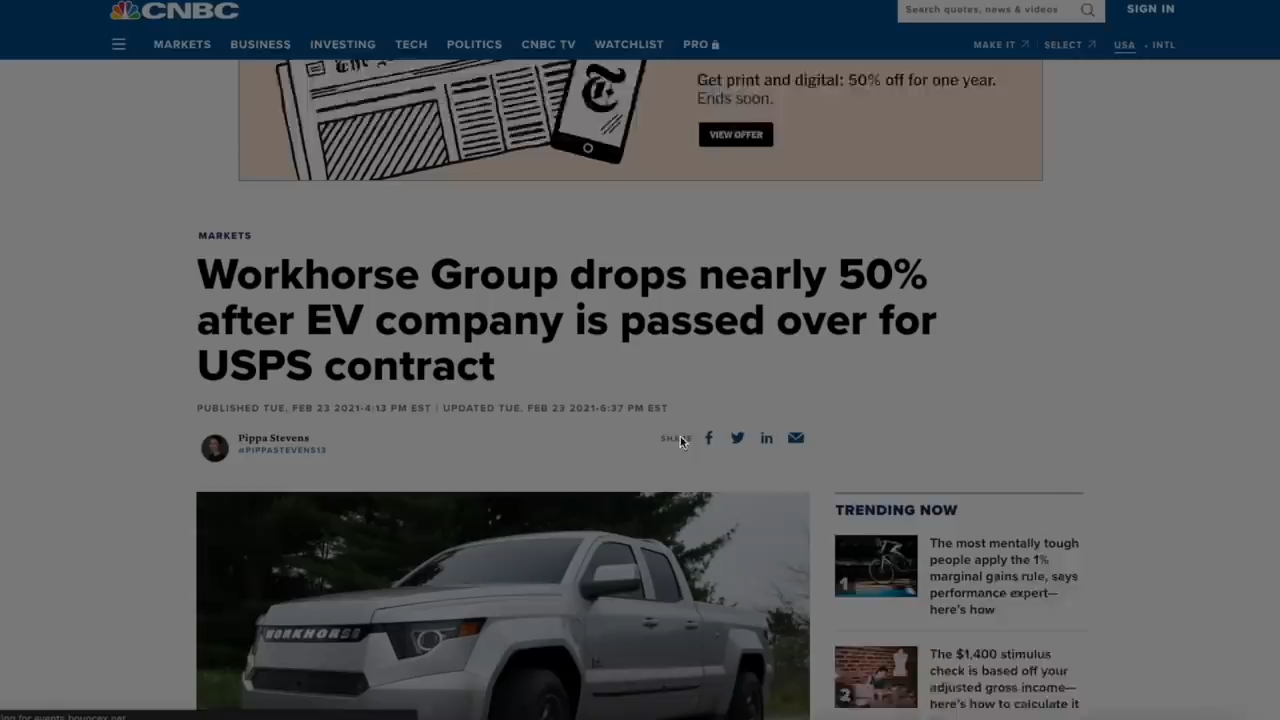 CNBC
Search quotes, news & videos
SIGN IN
MARKETS BUSINESS INVESTING TECH POLITICS CNBC TV WATCHLIST PRO
MAKE IT SELECT USA • INTL
Get print and digital: 50% off for one year.
Ends soon.
VIEW OFFER
MARKETS
Workhorse Group drops nearly 50%
after EV company is passed over for
USPS contract
PUBLISHED TUE, FEB 23 2021-4:13 PM EST | UPDATED TUE, FEB 23 2021-6:37 PM EST
Pippa Stevens
@PIPPASTEVENS13
SHARE
f in
WORKHORSE
TRENDING NOW
1
The most mentally tough
people apply the 1%
marginal gains rule, says
performance expert—
here's how
2
The $1,400 stimulus
check is based off your
adjusted gross income—
here's how to calculate it